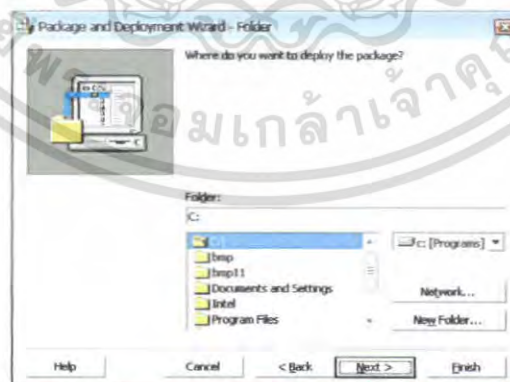 Package and Deployment Wizard - Folder
Where do you want to deploy the package?
Folder:
C:
C:\
bmp
bmp11
Documents and Settings
Intel
Program Files
c: [Programs]
Network...
New Folder...
Help
Cancel
< Back
Next >
Finish